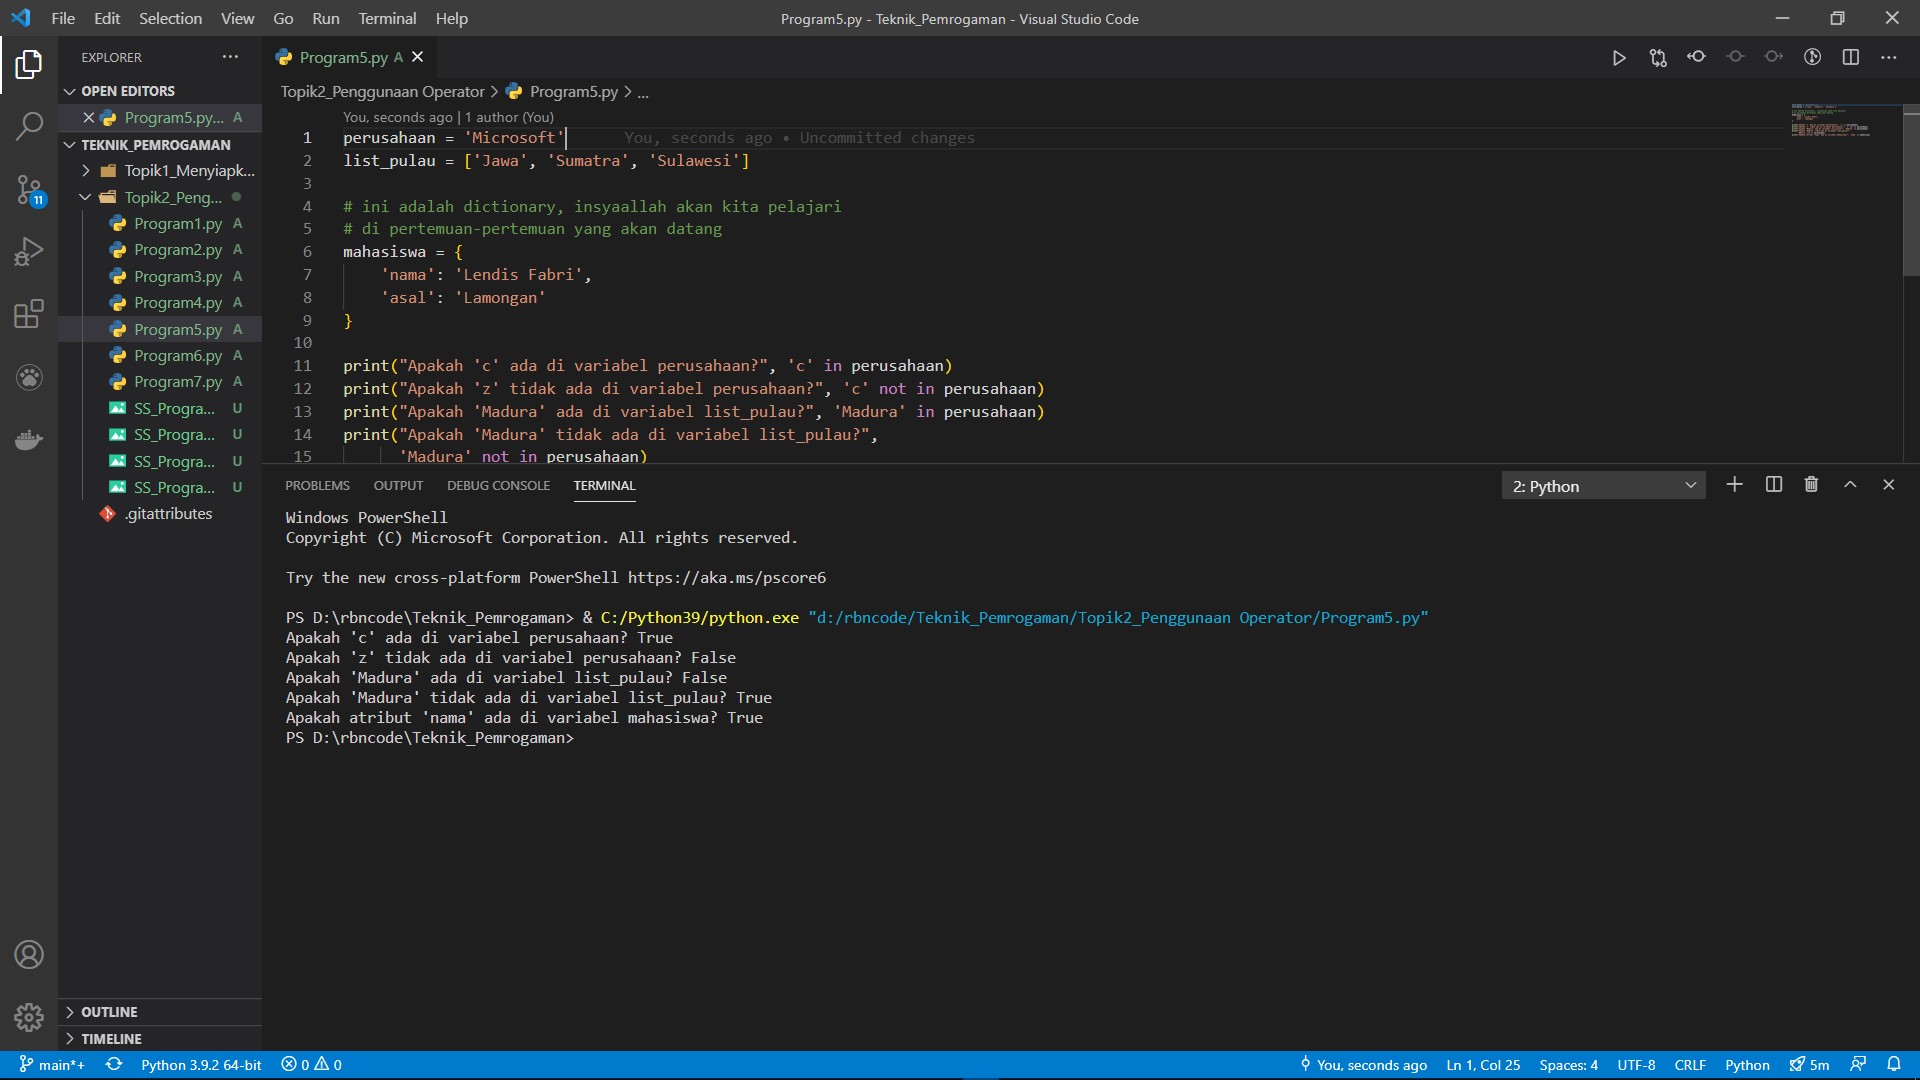 File Edit Selection View Go Run Terminal Help
Program5.py - Teknik_Pemrogaman - Visual Studio Code
EXPLORER
OPEN EDITORS
Program5.py... A
TEKNIK_PEMROGAMAN
Topik1_Menyiapk...
Topik2_Peng...
Program1.py A
Program2.py A
Program3.py A
Program4.py A
Program5.py A
Program6.py A
Program7.py A
SS_Progra... U
SS_Progra... U
SS_Progra... U
SS_Progra... U
.gitattributes
OUTLINE
TIMELINE
11
Program5.py A
Topik2_Penggunaan Operator > Program5.py > ...
You, seconds ago | 1 author (You)
1 perusahaan = 'Microsoft' You, seconds ago • Uncommitted changes
2 list_pulau = ['Jawa', 'Sumatra', 'Sulawesi']
3
4 # ini adalah dictionary, insyaallah akan kita pelajari
5 # di pertemuan-pertemuan yang akan datang
6 mahasiswa = {
7 'nama': 'Lendis Fabri',
8 'asal': 'Lamongan'
9 }
10
11 print("Apakah 'c' ada di variabel perusahaan?", 'c' in perusahaan)
12 print("Apakah 'z' tidak ada di variabel perusahaan?", 'c' not in perusahaan)
13 print("Apakah 'Madura' ada di variabel list_pulau?", 'Madura' in perusahaan)
14 print("Apakah 'Madura' tidak ada di variabel list_pulau?",
15 'Madura' not in perusahaan)
PROBLEMS OUTPUT DEBUG CONSOLE TERMINAL
2: Python
Windows PowerShell
Copyright (C) Microsoft Corporation. All rights reserved.
Try the new cross-platform PowerShell https://aka.ms/pscore6
PS D:\rbncode\Teknik_Pemrogaman> & C:/Python39/python.exe "d:/rbncode/Teknik_Pemrogaman/Topik2_Penggunaan Operator/Program5.py"
Apakah 'c' ada di variabel perusahaan? True
Apakah 'z' tidak ada di variabel perusahaan? False
Apakah 'Madura' ada di variabel list_pulau? False
Apakah 'Madura' tidak ada di variabel list_pulau? True
Apakah atribut 'nama' ada di variabel mahasiswa? True
PS D:\rbncode\Teknik_Pemrogaman>
main*+ Python 3.9.2 64-bit 0 0 You, seconds ago Ln 1, Col 25 Spaces: 4 UTF-8 CRLF Python 5m